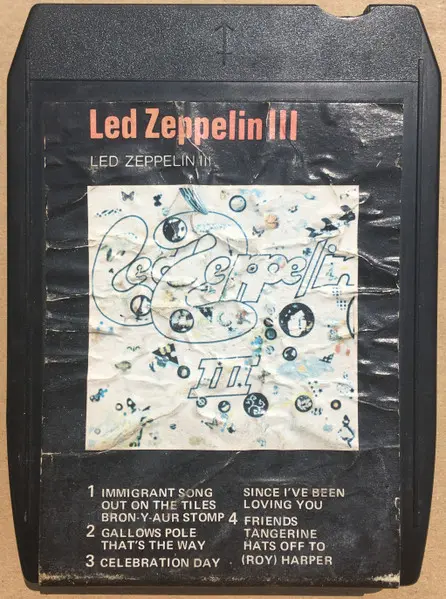 Led Zeppelin III
LED ZEPPELIN III
Led Zeppelin
III
1 IMMIGRANT SONG
OUT ON THE TILES
BRON-Y-AUR STOMP
2 GALLOWS POLE
THAT'S THE WAY
3 CELEBRATION DAY
SINCE I'VE BEEN
LOVING YOU
4 FRIENDS
TANGERINE
HATS OFF TO
(ROY) HARPER